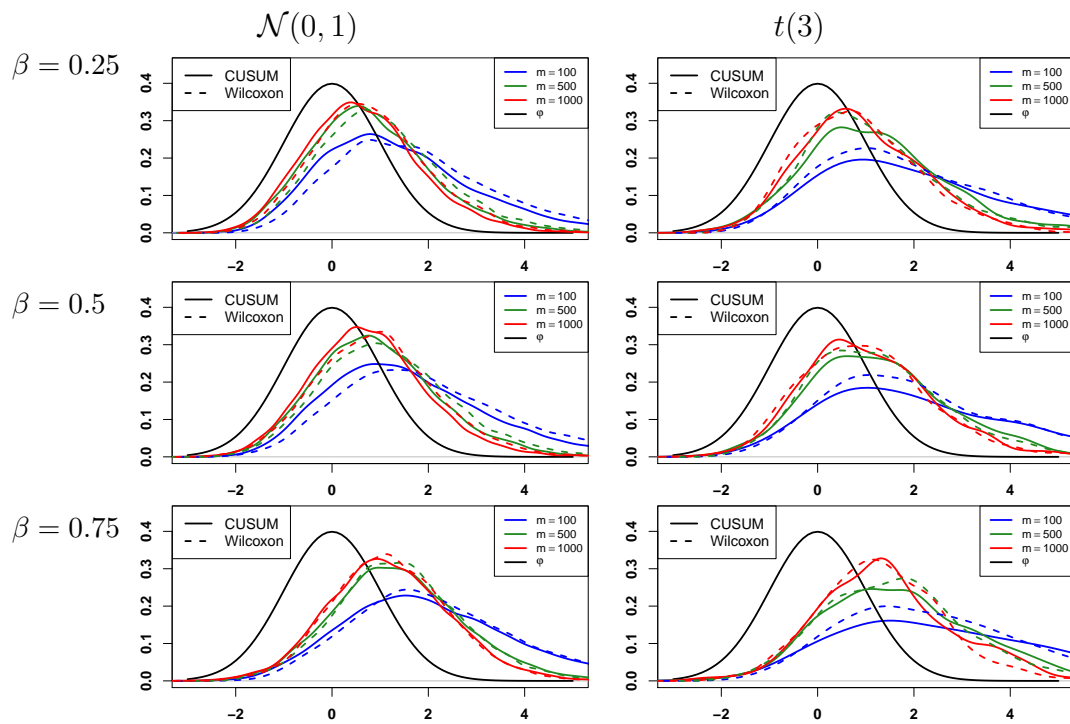 𝒩(0, 1)
t(3)
β = 0.25
CUSUM
Wilcoxon
m = 100
m = 500
m = 1000
φ
0.0 0.1 0.2 0.3 0.4
−2 0 2 4
CUSUM
Wilcoxon
m = 100
m = 500
m = 1000
φ
0.0 0.1 0.2 0.3 0.4
−2 0 2 4
β = 0.5
CUSUM
Wilcoxon
m = 100
m = 500
m = 1000
φ
0.0 0.1 0.2 0.3 0.4
−2 0 2 4
CUSUM
Wilcoxon
m = 100
m = 500
m = 1000
φ
0.0 0.1 0.2 0.3 0.4
−2 0 2 4
β = 0.75
CUSUM
Wilcoxon
m = 100
m = 500
m = 1000
φ
0.0 0.1 0.2 0.3 0.4
−2 0 2 4
CUSUM
Wilcoxon
m = 100
m = 500
m = 1000
φ
0.0 0.1 0.2 0.3 0.4
−2 0 2 4